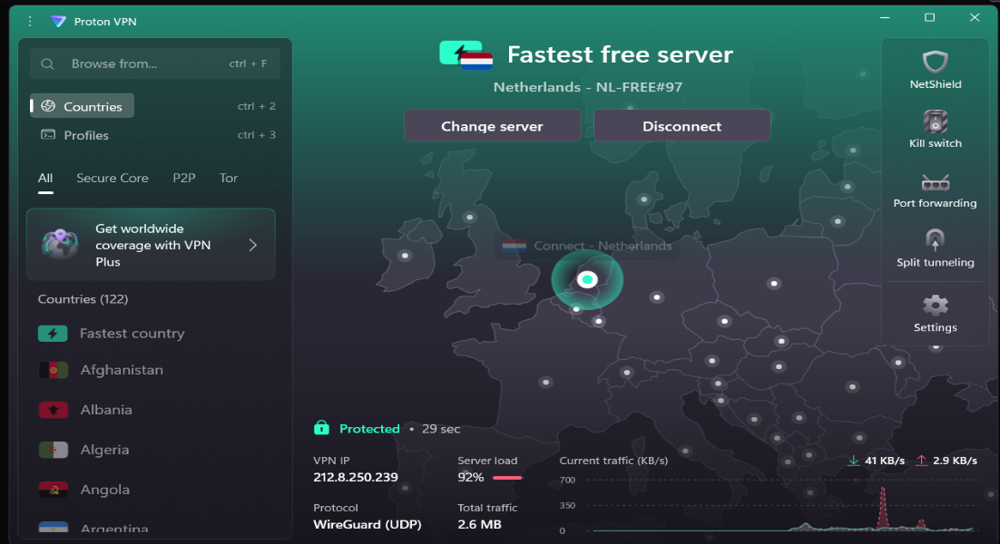 Proton VPN
Browse from... ctrl + F
Countries ctrl + 2
Profiles ctrl + 3
All Secure Core P2P Tor
Get worldwide
coverage with VPN
Plus
Countries (122)
Fastest country
Afghanistan
Albania
Algeria
Angola
Argentina
Fastest free server
Netherlands - NL-FREE#97
Change server Disconnect
Connect - Netherlands
Protected • 29 sec
VPN IP
212.8.250.239
Server load
92%
Protocol
WireGuard (UDP)
Total traffic
2.6 MB
Current traffic (KB/s) 41 KB/s 2.9 KB/s
700
350
0
NetShield
Kill switch
Port forwarding
Split tunneling
Settings